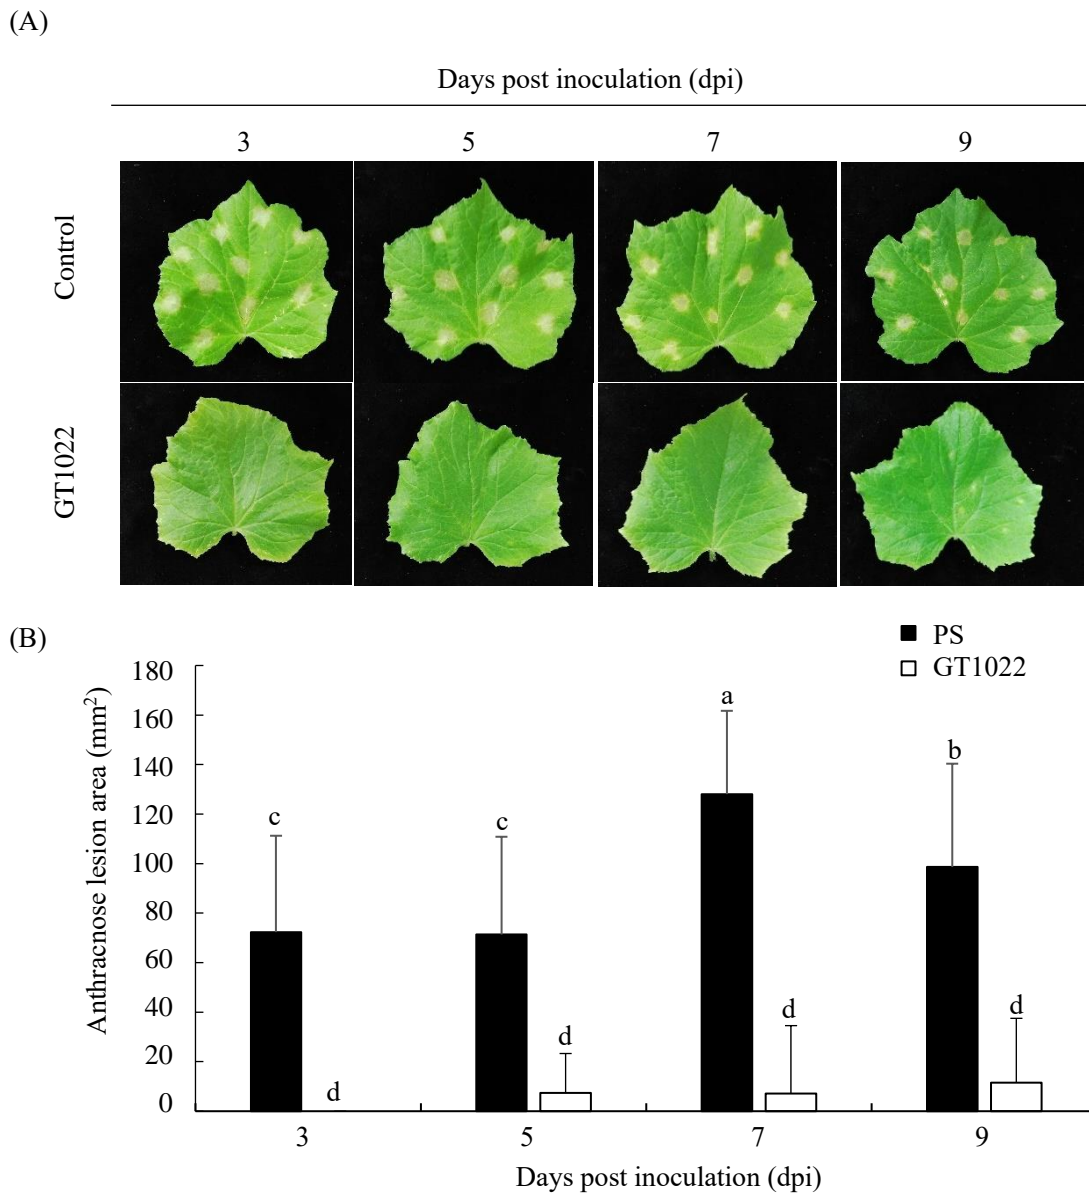 (A)
Days post inoculation (dpi)
3 5 7 9
Control
GT1022
(B)
PS
GT1022
Anthracnose lesion area (mm²)
180
160
140
120
100
80
60
40
20
0
c
d
c
d
a
d
b
d
3 5 7 9
Days post inoculation (dpi)